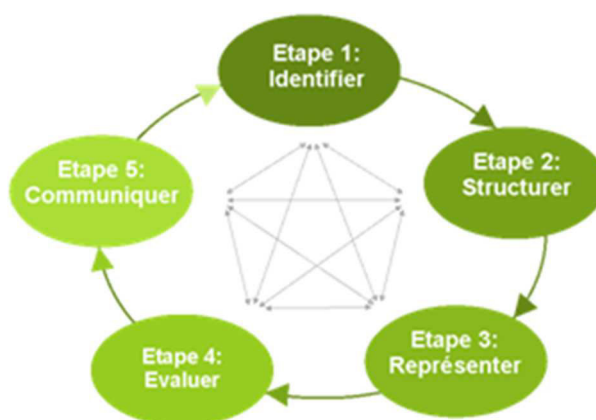 Etape 1:
Identifier
Etape 2:
Structurer
Etape 3:
Représenter
Etape 4:
Evaluer
Etape 5:
Communiquer